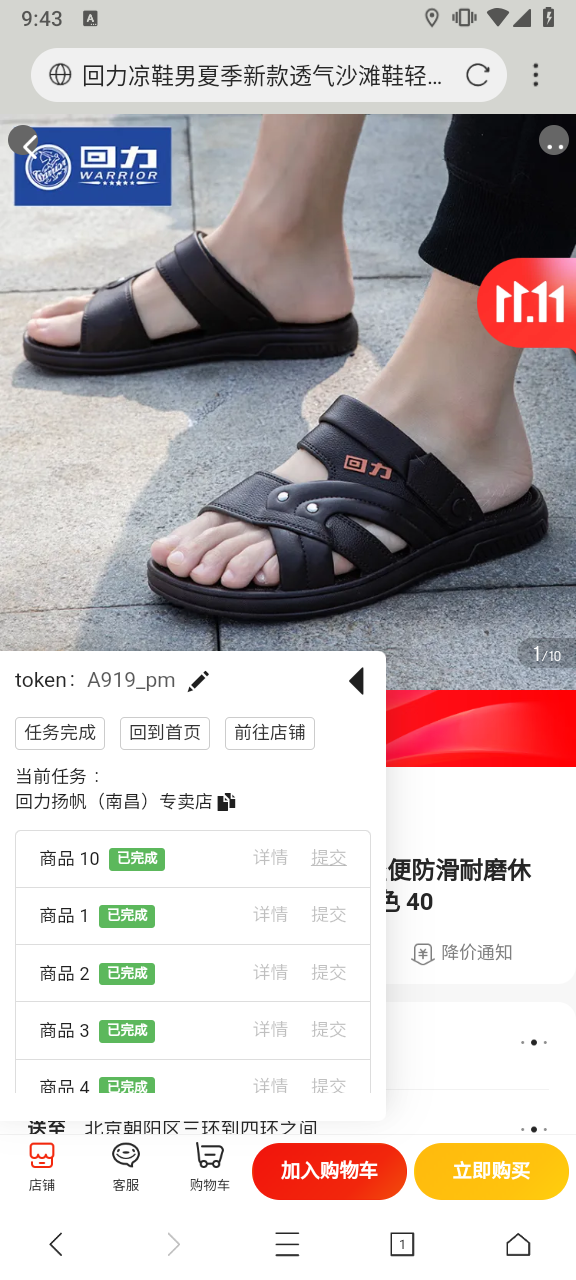 9:43
A
回力凉鞋男夏季新款透气沙滩鞋轻...
回力
WARRIOR
11.11
回力
1/10
token： A919_pm
任务完成 回到首页 前往店铺
当前任务：
回力扬帆（南昌）专卖店
商品 10 已完成 详情 提交
便防滑耐磨休
商品 1 已完成 详情 提交
色 40
商品 2 已完成 详情 提交
降价通知
商品 3 已完成 详情 提交
商品 4 已完成 详情 提交
送至 北京朝阳区三环到四环之间
店铺 客服 购物车 加入购物车 立即购买
1